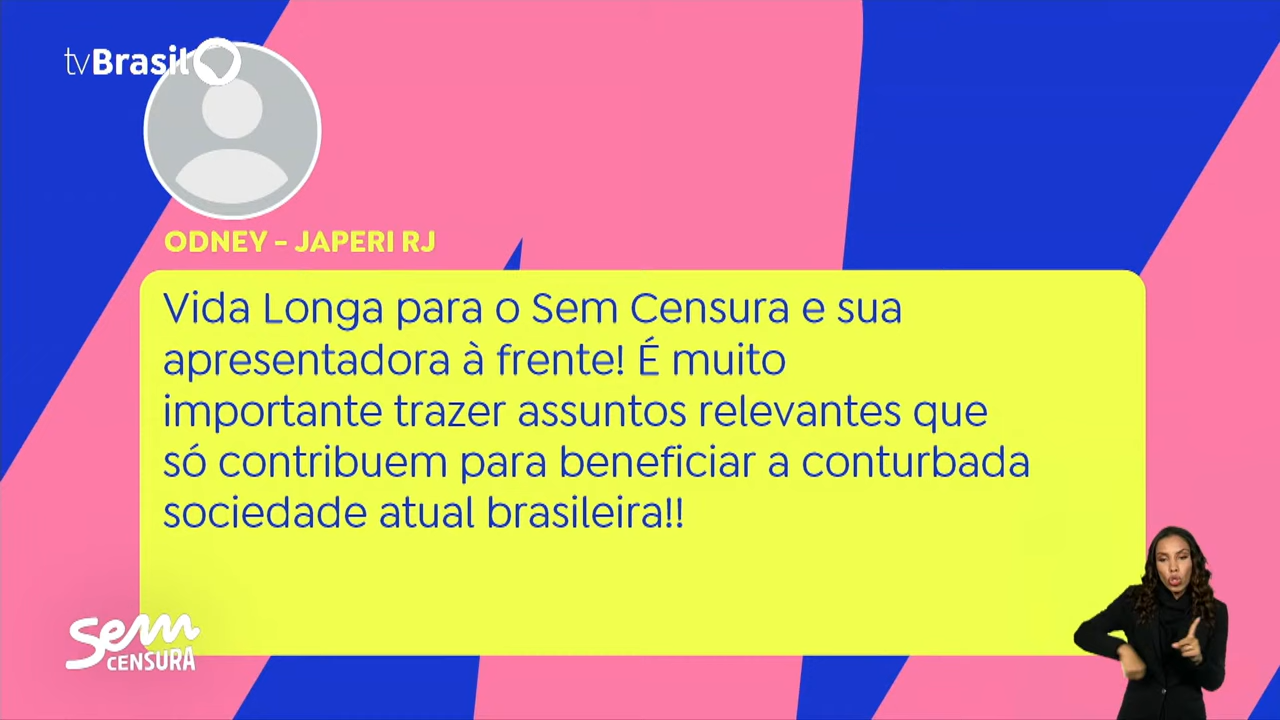 tvBrasil
ODNEY - JAPERI RJ
Vida Longa para o Sem Censura e sua
apresentadora à frente! É muito
importante trazer assuntos relevantes que
só contribuem para beneficiar a conturbada
sociedade atual brasileira!!
Sem
CENSURA